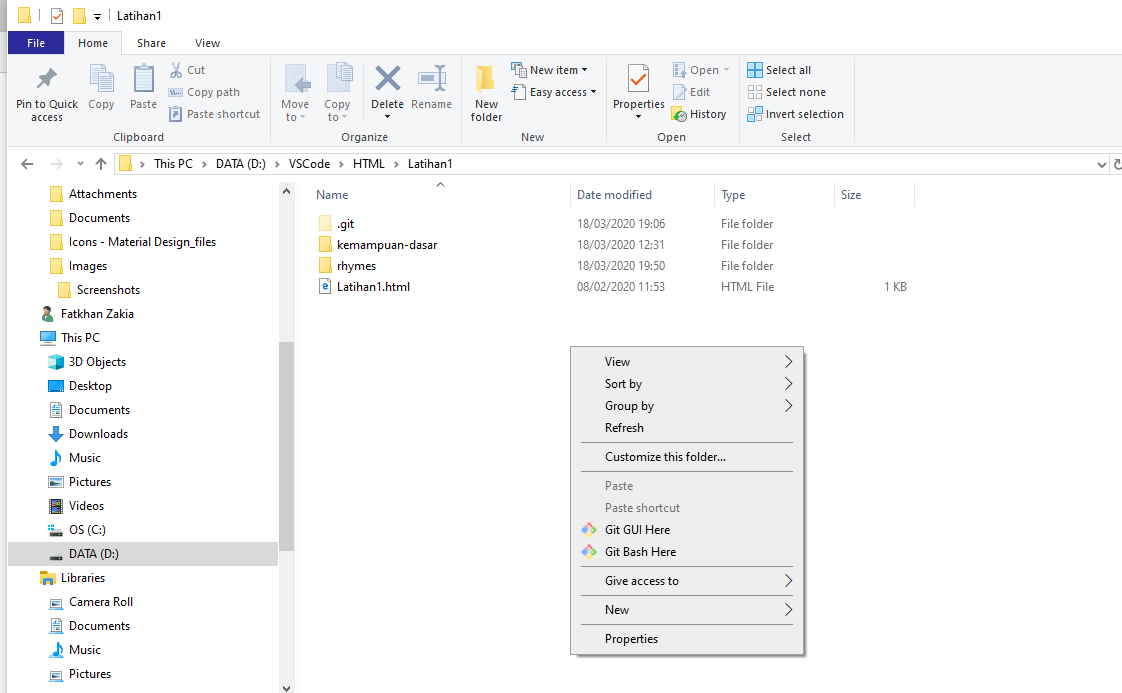 Latihan1
File Home Share View
Pin to Quick access
Copy
Paste
Cut
Copy path
Paste shortcut
Clipboard
Move to
Copy to
Delete
Rename
Organize
New folder
New item
Easy access
New
Properties
Open
Edit
History
Open
Select all
Select none
Invert selection
Select
This PC > DATA (D:) > VSCode > HTML > Latihan1
Attachments
Documents
Icons - Material Design_files
Images
Screenshots
Fatkhan Zakia
This PC
3D Objects
Desktop
Documents
Downloads
Music
Pictures
Videos
OS (C:)
DATA (D:)
Libraries
Camera Roll
Documents
Music
Pictures
Name Date modified Type Size
.git 18/03/2020 19:06 File folder
kemampuan-dasar 18/03/2020 12:31 File folder
rhymes 18/03/2020 19:50 File folder
Latihan1.html 08/02/2020 11:53 HTML File 1 KB
View
Sort by
Group by
Refresh
Customize this folder...
Paste
Paste shortcut
Git GUI Here
Git Bash Here
Give access to
New
Properties